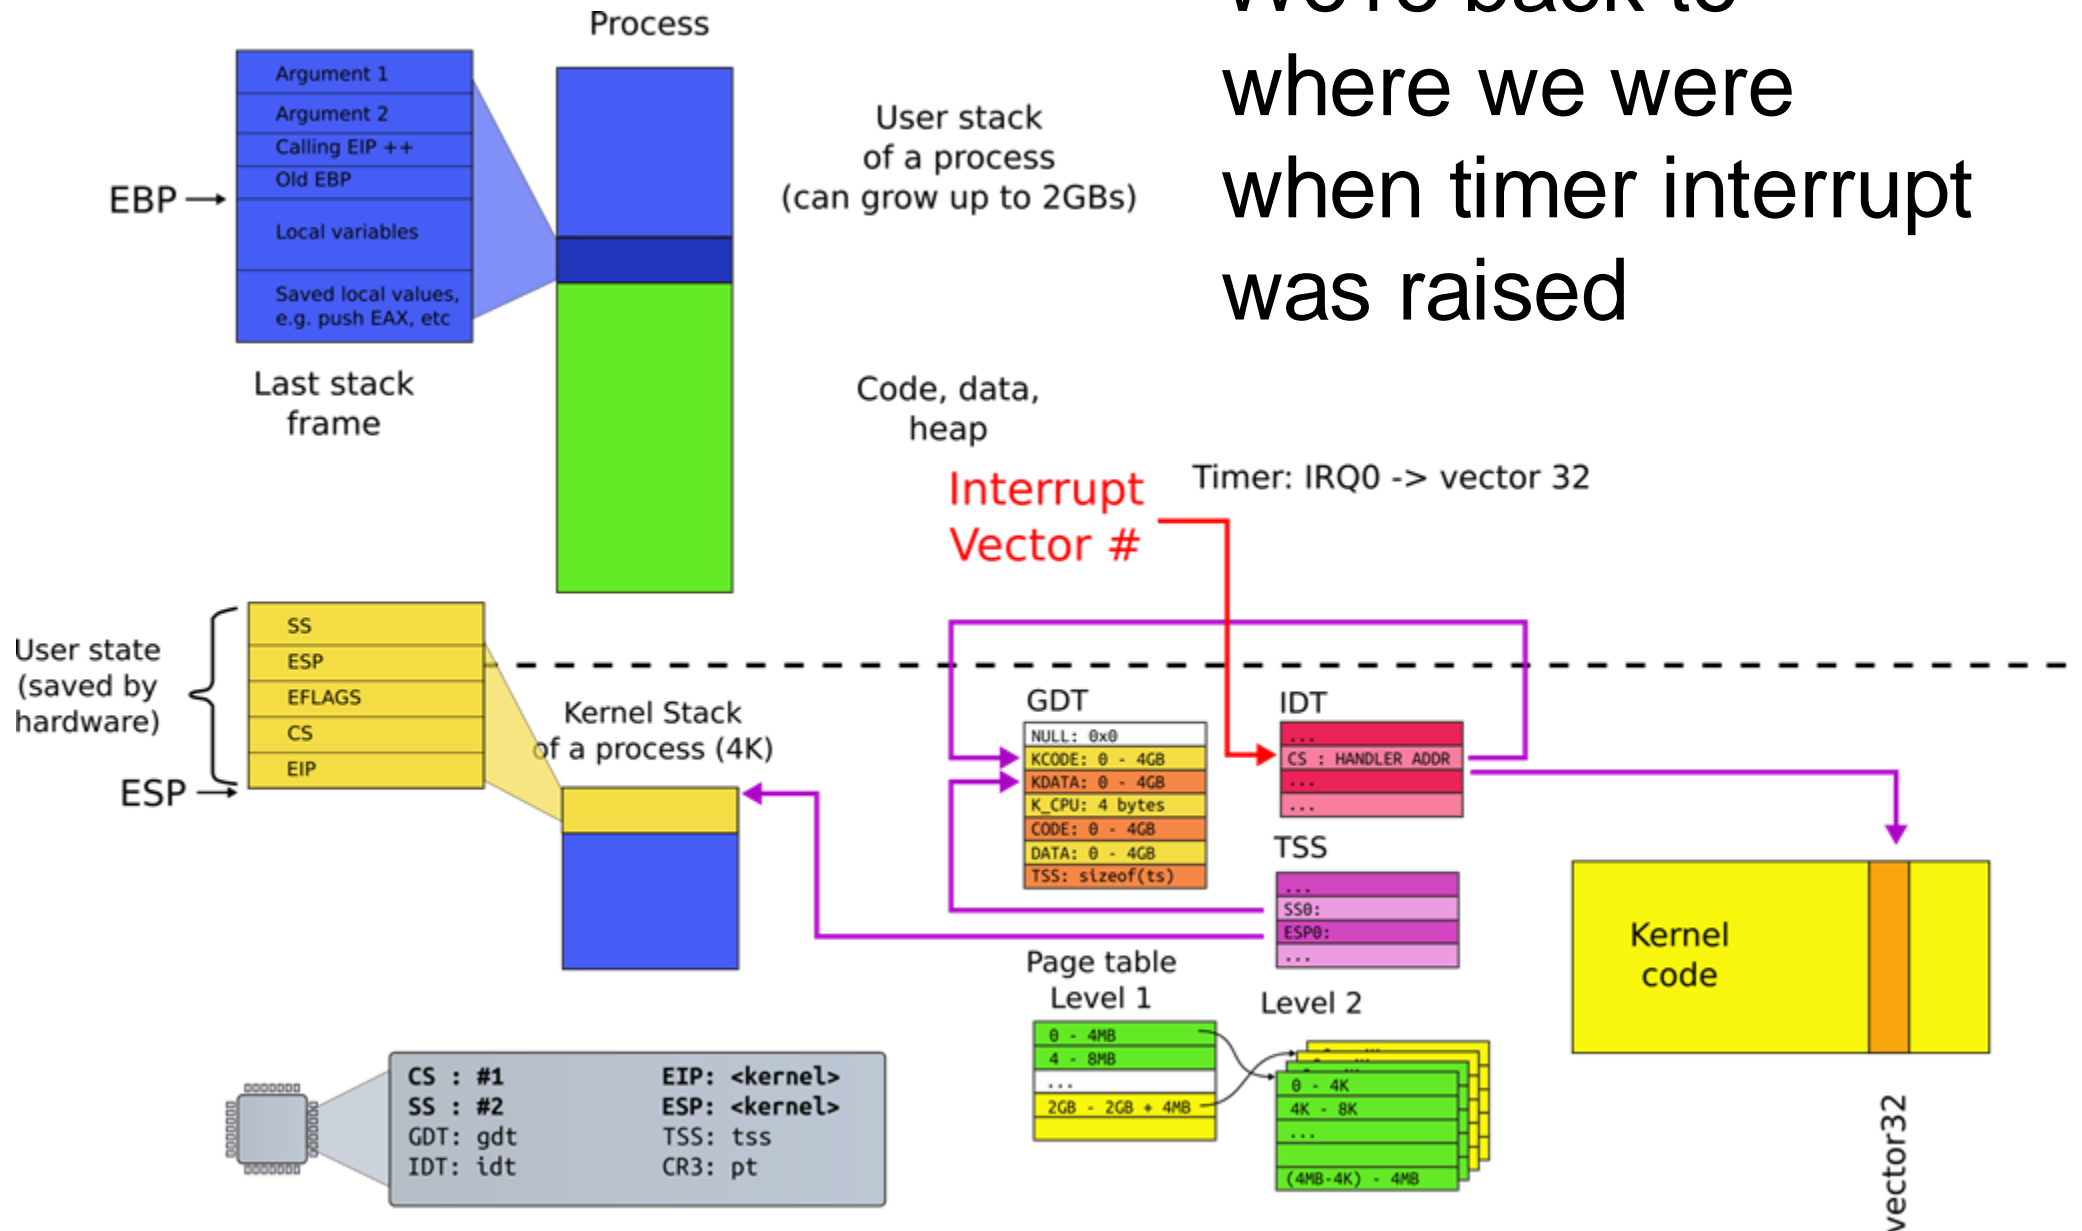 We're back to
where we were
when timer interrupt
was raised
Process
Argument 1
Argument 2
Calling EIP ++
Old EBP
EBP
Local variables
Saved local values,
e.g. push EAX, etc
Last stack
frame
User stack
of a process
(can grow up to 2GBs)
Code, data,
heap
Interrupt
Vector #
Timer: IRQ0 -> vector 32
User state
(saved by
hardware)
SS
ESP
EFLAGS
CS
EIP
ESP
Kernel Stack
of a process (4K)
GDT
NULL: 0x0
KCODE: 0 - 4GB
KDATA: 0 - 4GB
K_CPU: 4 bytes
CODE: 0 - 4GB
DATA: 0 - 4GB
TSS: sizeof(ts)
IDT
...
CS : HANDLER ADDR
...
...
TSS
...
SS0:
ESP0:
...
Kernel
code
vector32
Page table
Level 1
0 - 4MB
4 - 8MB
...
2GB - 2GB + 4MB
Level 2
0 - 4K
4K - 8K
...
(4MB-4K) - 4MB
CS : #1 EIP: <kernel>
SS : #2 ESP: <kernel>
GDT: gdt TSS: tss
IDT: idt CR3: pt